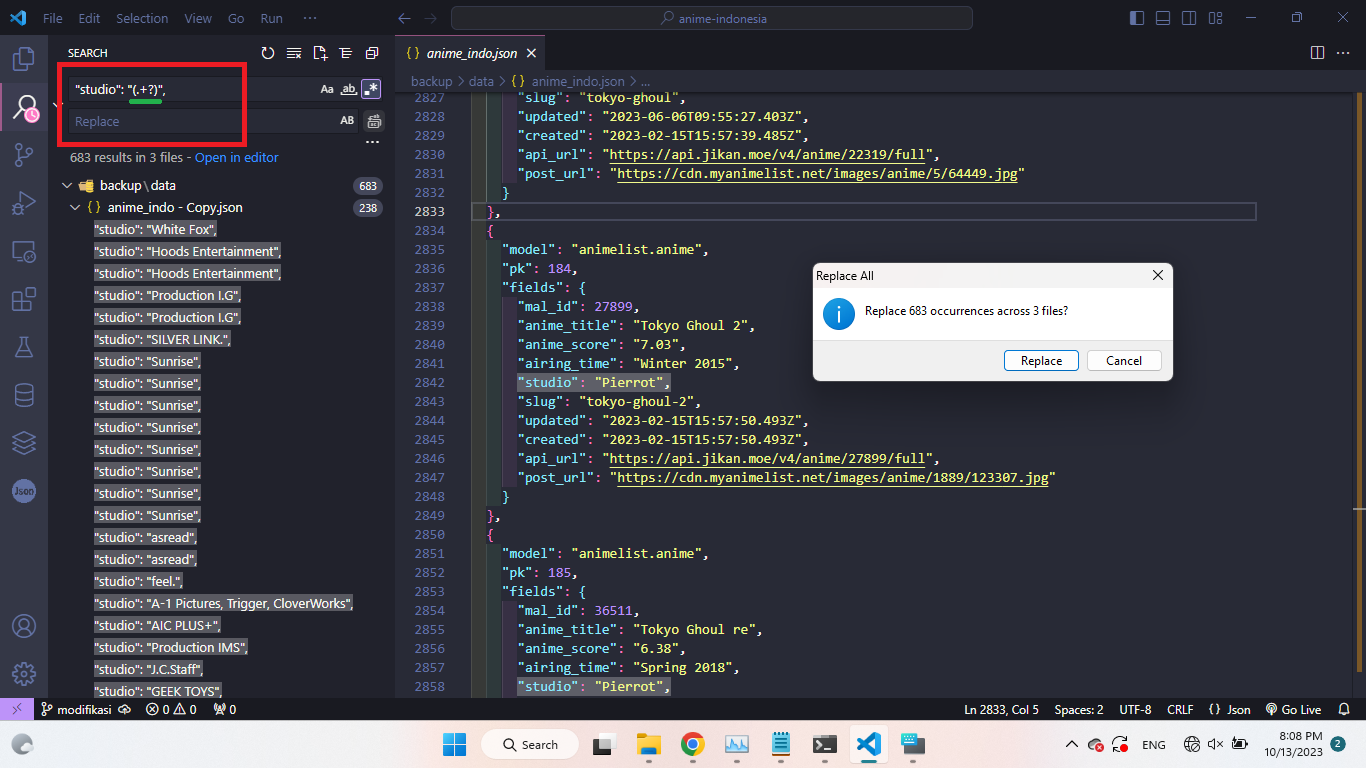 File Edit Selection View Go Run ··· anime-indonesia
SEARCH
"studio": "(.+?)", Aa ab .*
Replace AB
683 results in 3 files - Open in editor
backup\data 683
anime_indo - Copy.json 238
"studio": "White Fox",
"studio": "Hoods Entertainment",
"studio": "Hoods Entertainment",
"studio": "Production I.G",
"studio": "Production I.G",
"studio": "SILVER LINK.",
"studio": "Sunrise",
"studio": "Sunrise",
"studio": "Sunrise",
"studio": "Sunrise",
"studio": "Sunrise",
"studio": "Sunrise",
"studio": "Sunrise",
"studio": "Sunrise",
"studio": "asread",
"studio": "asread",
"studio": "feel.",
"studio": "A-1 Pictures, Trigger, CloverWorks",
"studio": "AIC PLUS+",
"studio": "Production IMS",
"studio": "J.C.Staff",
"studio": "GEEK TOYS",
Json
{ } anime_indo.json
backup > data > { } anime_indo.json > ...
2827 "slug": "tokyo-ghoul",
2828 "updated": "2023-06-06T09:55:27.403Z",
2829 "created": "2023-02-15T15:57:39.485Z",
2830 "api_url": "https://api.jikan.moe/v4/anime/22319/full",
2831 "post_url": "https://cdn.myanimelist.net/images/anime/5/64449.jpg"
2832 }
2833 },
2834 {
2835 "model": "animelist.anime",
2836 "pk": 184,
2837 "fields": {
2838 "mal_id": 27899,
2839 "anime_title": "Tokyo Ghoul 2",
2840 "anime_score": "7.03",
2841 "airing_time": "Winter 2015",
2842 "studio": "Pierrot",
2843 "slug": "tokyo-ghoul-2",
2844 "updated": "2023-02-15T15:57:50.493Z",
2845 "created": "2023-02-15T15:57:50.493Z",
2846 "api_url": "https://api.jikan.moe/v4/anime/27899/full",
2847 "post_url": "https://cdn.myanimelist.net/images/anime/1889/123307.jpg"
2848 }
2849 },
2850 {
2851 "model": "animelist.anime",
2852 "pk": 185,
2853 "fields": {
2854 "mal_id": 36511,
2855 "anime_title": "Tokyo Ghoul re",
2856 "anime_score": "6.38",
2857 "airing_time": "Spring 2018",
2858 "studio": "Pierrot",
Replace All
Replace 683 occurrences across 3 files?
Replace Cancel
modifikasi 0 0 0 Ln 2833, Col 5 Spaces: 2 UTF-8 CRLF { } Json Go Live
Search ENG 8:08 PM 2
10/13/2023